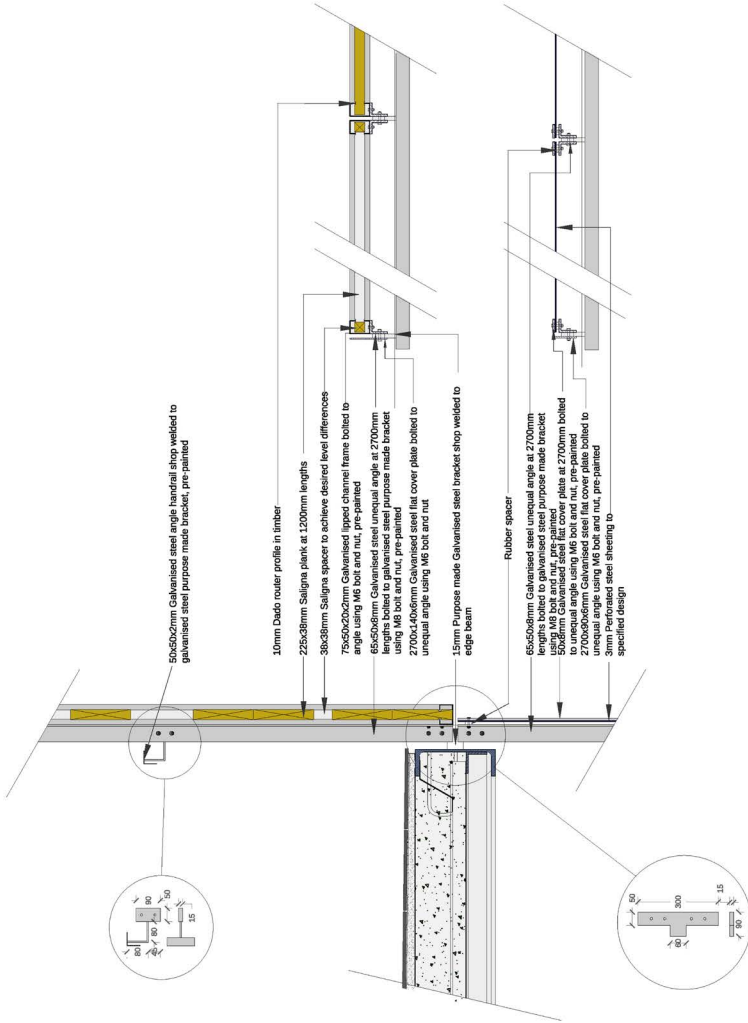 50x50x2mm Galvanised steel angle handrail shop welded to
galvanised steel purpose made bracket, pre-painted
10mm Dado router profile in timber
225x38mm Saligna plank at 1200mm lengths
38x38mm Saligna spacer to achieve desired level differences
75x50x20x2mm Galvanised lipped channel frame bolted to
angle using M6 bolt and nut, pre-painted
65x50x8mm Galvanised steel unequal angle at 2700mm
lengths bolted to galvanised steel purpose made bracket
using M8 bolt and nut, pre-painted
2700x140x6mm Galvanised steel flat cover plate bolted to
unequal angle using M6 bolt and nut
15mm Purpose made Galvanised steel bracket shop welded to
edge beam
Rubber spacer
65x50x8mm Galvanised steel unequal angle at 2700mm
lengths bolted to galvanised steel purpose made bracket
using M8 bolt and nut, pre-painted
50x8mm Galvanised steel flat cover plate at 2700mm bolted
to unequal angle using M6 bolt and nut, pre-painted
2700x90x6mm Galvanised steel flat cover plate bolted to
unequal angle using M6 bolt and nut, pre-painted
3mm Perforated steel sheeting to
specified design
90
50
80
80
15
300
15
60
90